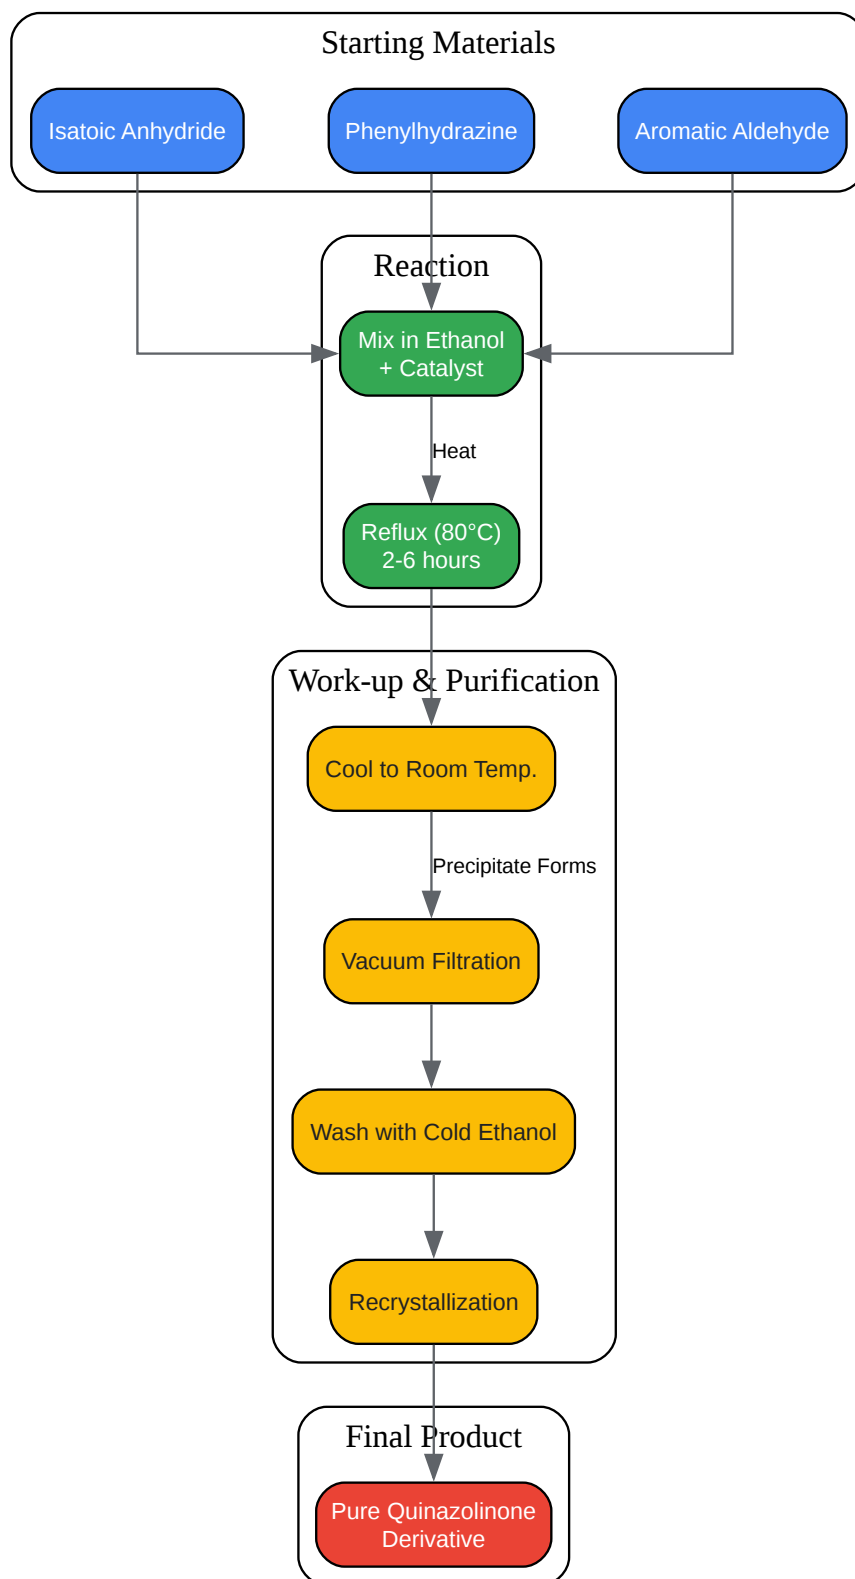 Starting Materials
Isatoic Anhydride
Phenylhydrazine
Aromatic Aldehyde
Reaction
Mix in Ethanol
+ Catalyst
Heat
Reflux (80°C)
2-6 hours
Work-up & Purification
Cool to Room Temp.
Precipitate Forms
Vacuum Filtration
Wash with Cold Ethanol
Recrystallization
Final Product
Pure Quinazolinone
Derivative